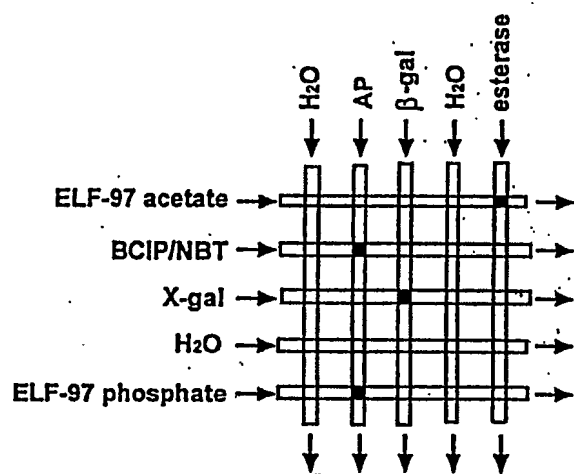 H₂O
AP
β-gal
H₂O
esterase
ELF-97 acetate
BCIP/NBT
X-gal
H₂O
ELF-97 phosphate